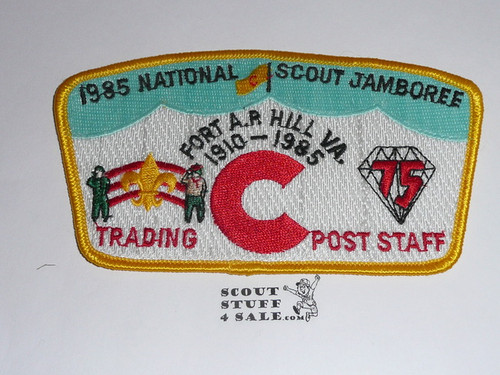 1985 NATIONAL SCOUT JAMBOREE
FORT A.P. HILL VA.
1910-1985
C
75
TRADING POST STAFF
SCOUT
STUFF
4 SALE.com